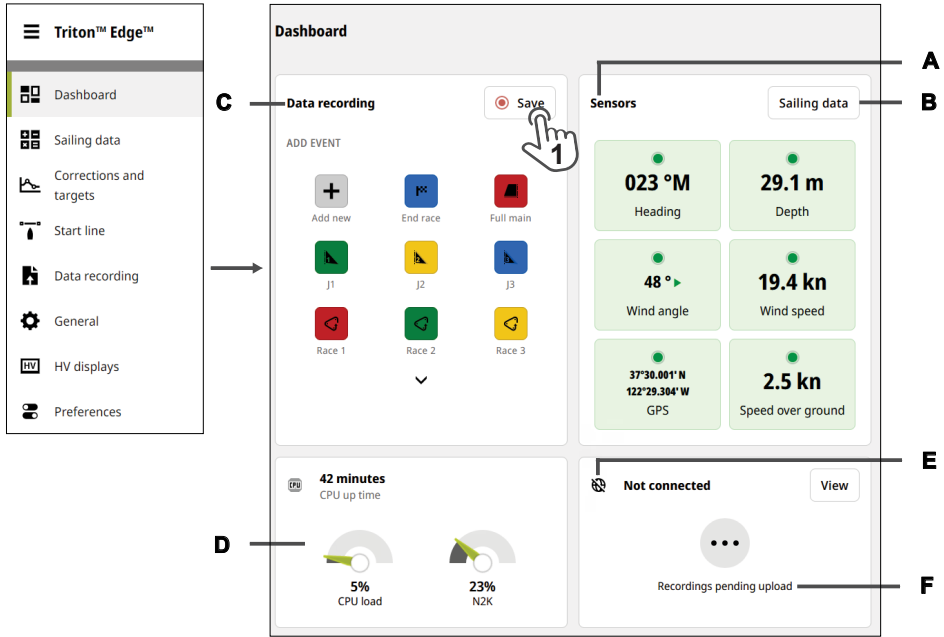 Triton™ Edge™
Dashboard
Sailing data
Corrections and
targets
Start line
Data recording
General
HV
HV displays
Preferences
Dashboard
C
Data recording
Save
1
ADD EVENT
Add new
End race
Full main
J1
J2
J3
Race 1
Race 2
Race 3
A
Sensors
Sailing data
B
023 °M
Heading
29.1 m
Depth
48 °
Wind angle
19.4 kn
Wind speed
37°30.001' N
122°29.304' W
GPS
2.5 kn
Speed over ground
D
CPU
42 minutes
CPU up time
5%
CPU load
23%
N2K
E
Not connected
View
Recordings pending upload
F